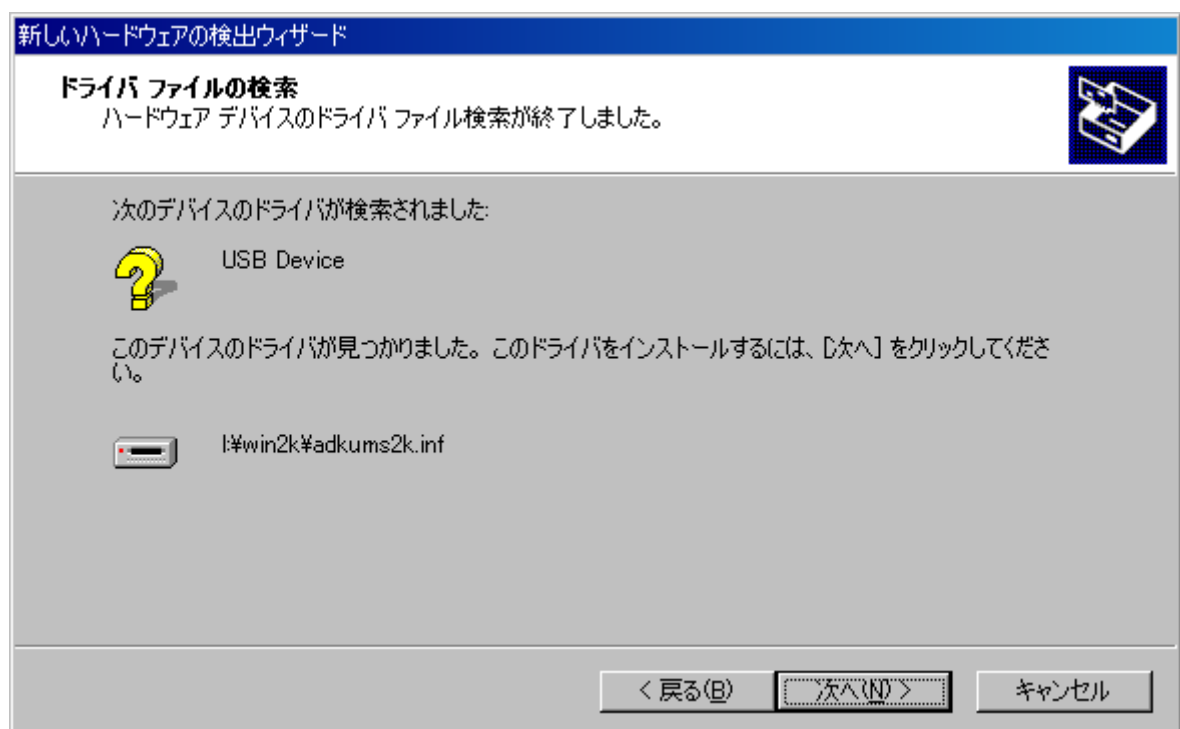 新しいハードウェアの検出ウィザード
ドライバ ファイルの検索
ハードウェア デバイスのドライバ ファイル検索が終了しました。
次のデバイスのドライバが検索されました:
USB Device
このデバイスのドライバが見つかりました。このドライバをインストールするには、[次へ] をクリックしてくださ
い。
I:¥win2k¥adkums2k.inf
< 戻る(B)
次へ(N) >
キャンセル